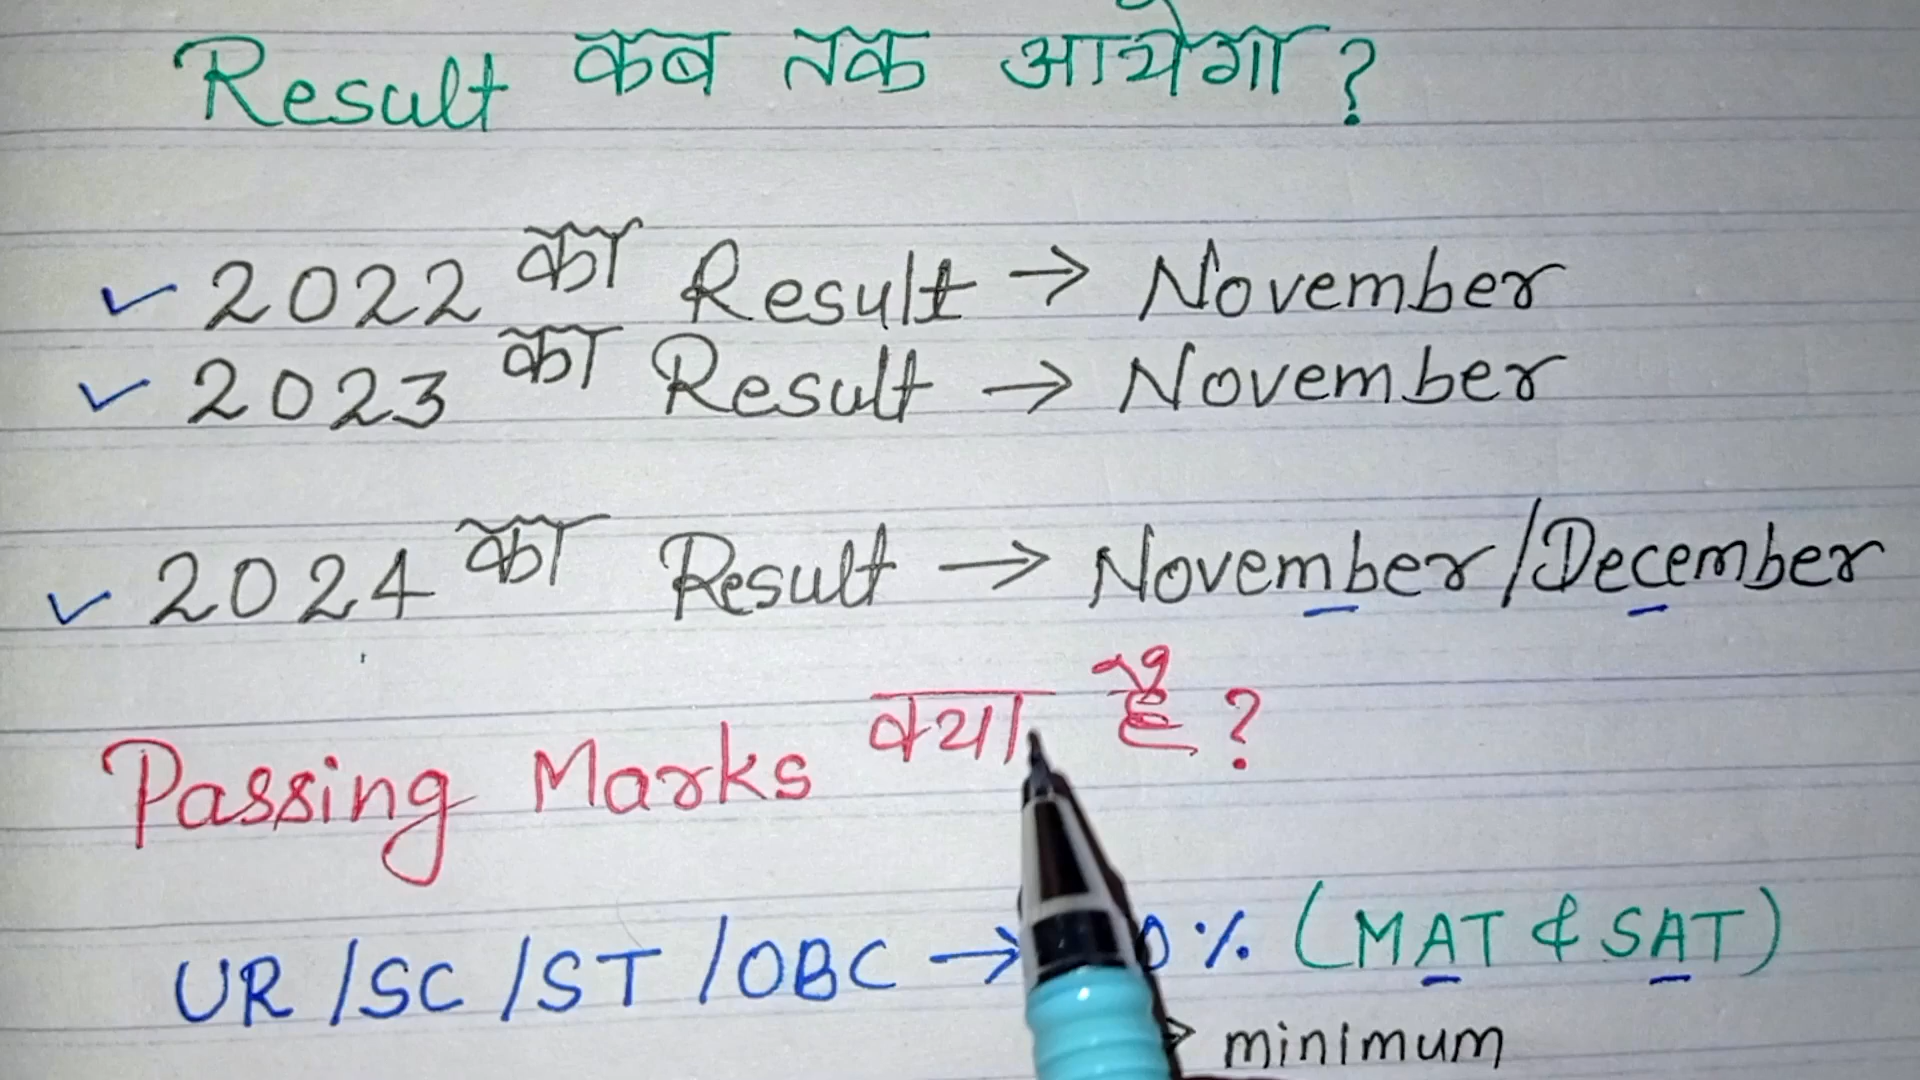 Result कब तक आयेगा ?
2022 का Result → November
2023 का Result → November
2024 का Result → November/December
Passing Marks क्या है ?
UR/SC/ST/OBC → 0% (MAT & SAT)
minimum